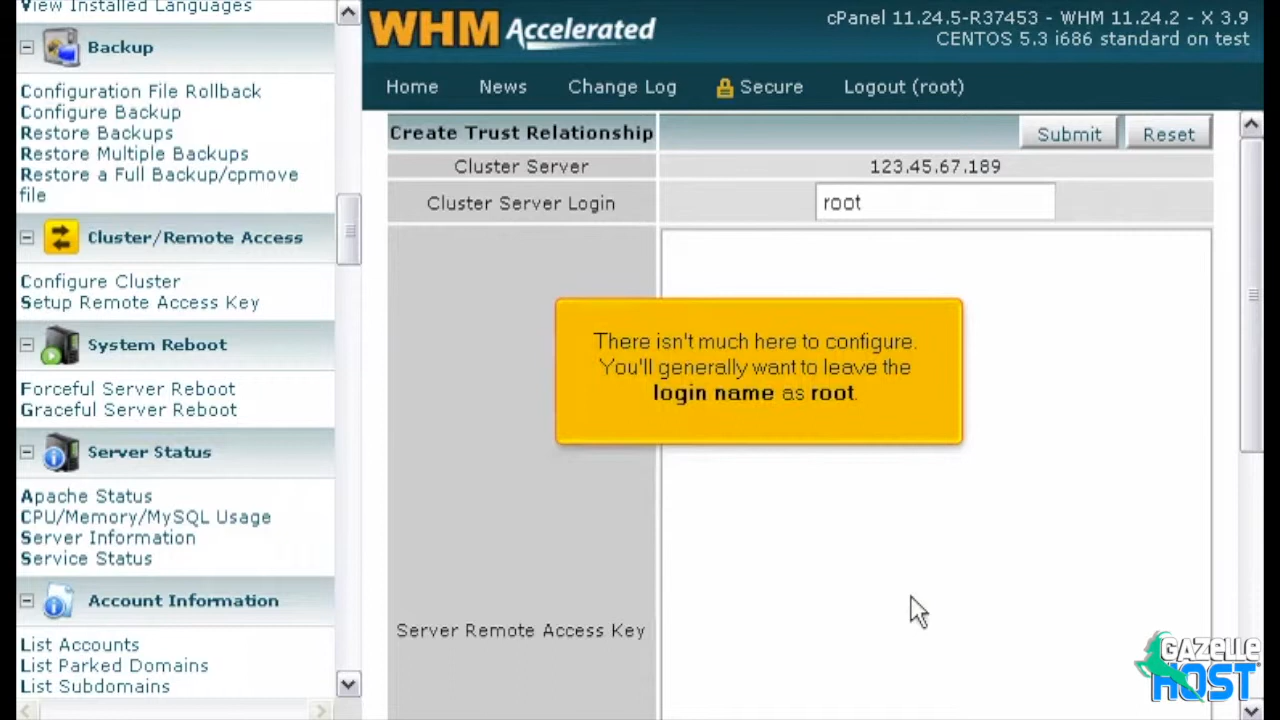 View Installed Languages
Backup
Configuration File Rollback
Configure Backup
Restore Backups
Restore Multiple Backups
Restore a Full Backup/cpmove
file
Cluster/Remote Access
Configure Cluster
Setup Remote Access Key
System Reboot
Forceful Server Reboot
Graceful Server Reboot
Server Status
Apache Status
CPU/Memory/MySQL Usage
Server Information
Service Status
Account Information
List Accounts
List Parked Domains
List Subdomains
WHM Accelerated
cPanel 11.24.5-R37453 - WHM 11.24.2 - X 3.9
CENTOS 5.3 i686 standard on test
Home News Change Log Secure Logout (root)
Create Trust Relationship Submit Reset
Cluster Server 123.45.67.189
Cluster Server Login root
There isn't much here to configure.
You'll generally want to leave the
login name as root.
Server Remote Access Key
GAZELLE
HOST